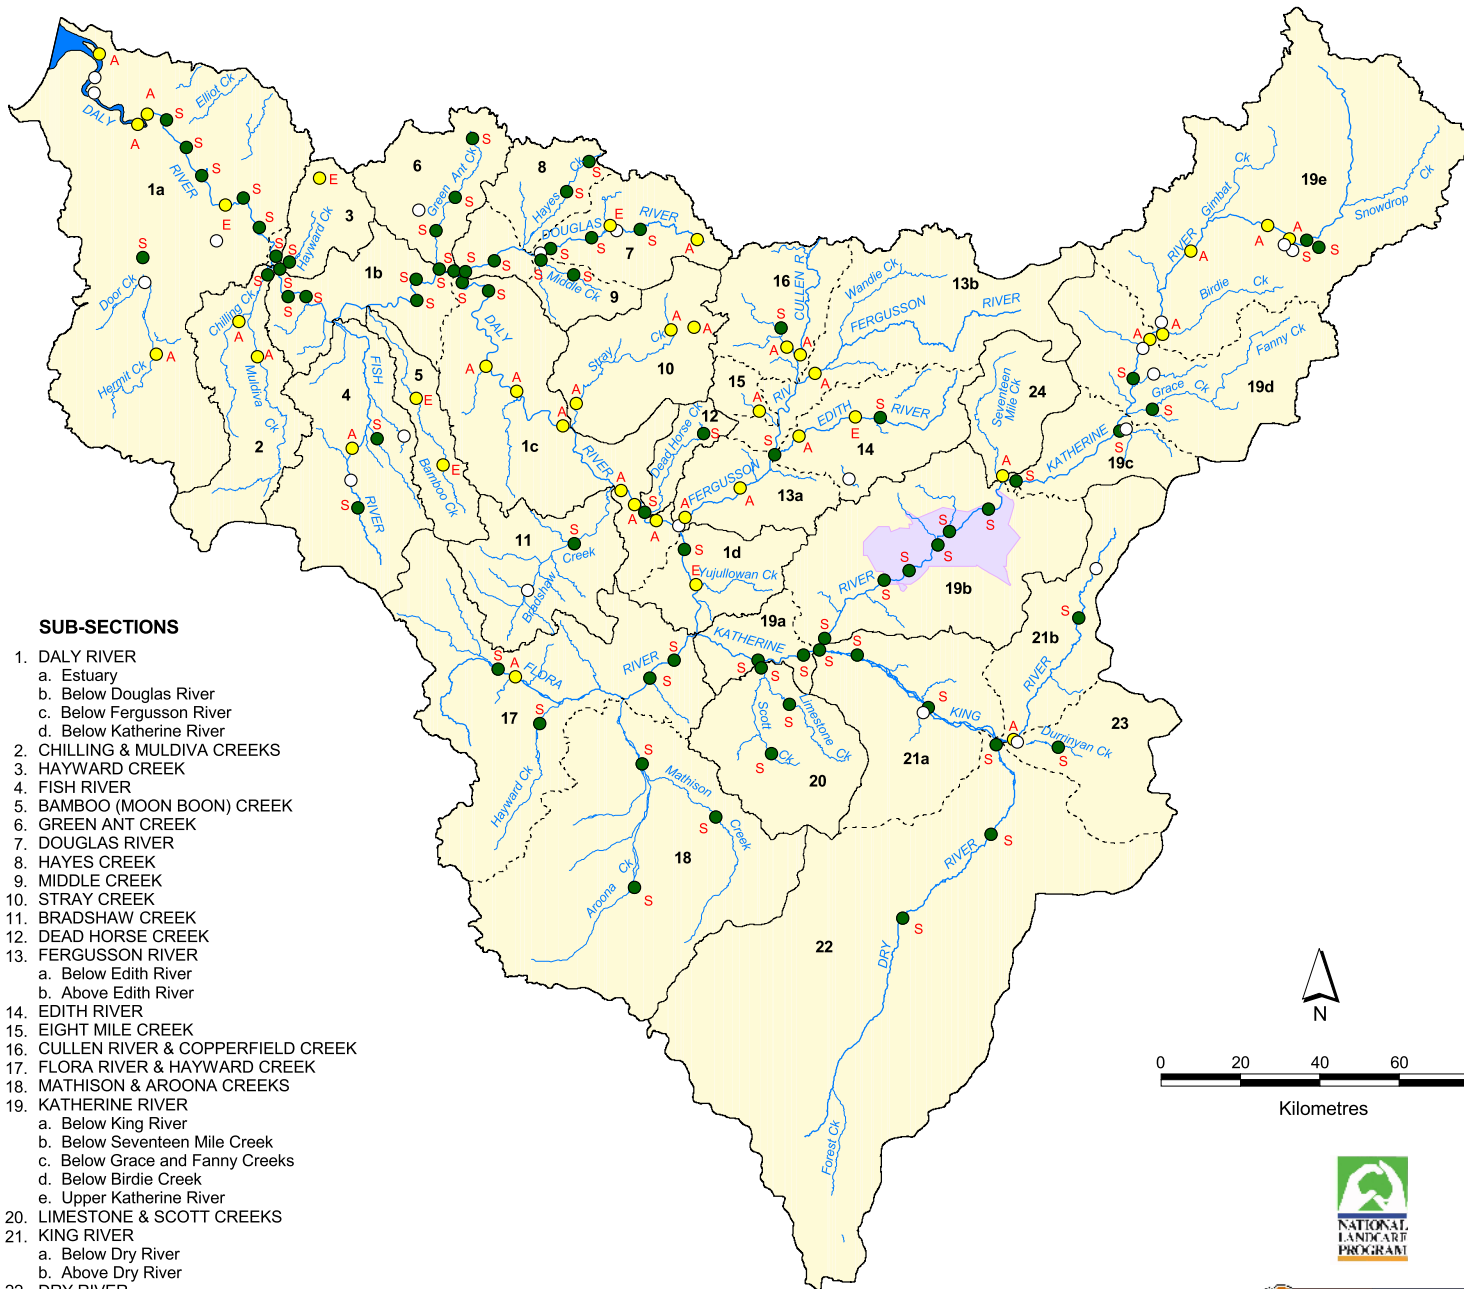 A
Elliot Ck
A
DALY
S
A
S
6
S
Green Ant Ck
8
Ck
S
Hayes
S
19e
Ck
Gimbat
Snowdrop
Ck
1a
RIVER
S
E
3
S
S
E
S
Hayward Ck
S
E
RIVER
DOUGLAS
S
S
7
S
A
RIVER
A
A
S
S
A
S
S
S
S
S
1b
S
S
S
S
S
S
S
Middle Ck
9
16
CULLEN R
Wandie Ck
13b
FERGUSSON
RIVER
Birdie Ck
Door Ck
Chilling Ck
S
S
S
S
DALY
A
A
Ck
Stray
10
S
A
A
A
A
A
Fanny Ck
Hermit Ck
A
A
A
Muldiva
Ck
FISH
5
4
E
A
A
15
RIV
A
EDITH
S
RIVER
E
14
A
Seventeen
Mile Ck
24
S
Grace Ck
S
19d
2
A
S
A
A
1c
RIVER
12
Dead Horse Ck
S
S
KATHERINE
S
19c
Bamboo Ck
E
S
RIVER
A
A
S
A
A
FERGUSSON
A
13a
A
S
11
S
Creek
Bradshaw
1d
S
E
Yujullowan Ck
S
S
S
S
RIVER
S
19b
S
21b
RIVER
19a
KATHERINE
S
S
S
S
S
S
A
FLORA
RIVER
S
S
S
17
Hayward Ck
Scott
Ck
S
S
Limestone
Ck
20
S
KING
21a
A
S
Durrinyan Ck
S
23
S
Mathison
Creek
S
18
Aroona Ck
S
RIVER
S
S
22
DRY
Forest Ck
SUB-SECTIONS
1. DALY RIVER
a. Estuary
b. Below Douglas River
c. Below Fergusson River
d. Below Katherine River
2. CHILLING & MULDIVA CREEKS
3. HAYWARD CREEK
4. FISH RIVER
5. BAMBOO (MOON BOON) CREEK
6. GREEN ANT CREEK
7. DOUGLAS RIVER
8. HAYES CREEK
9. MIDDLE CREEK
10. STRAY CREEK
11. BRADSHAW CREEK
12. DEAD HORSE CREEK
13. FERGUSSON RIVER
a. Below Edith River
b. Above Edith River
14. EDITH RIVER
15. EIGHT MILE CREEK
16. CULLEN RIVER & COPPERFIELD CREEK
17. FLORA RIVER & HAYWARD CREEK
18. MATHISON & AROONA CREEKS
19. KATHERINE RIVER
a. Below King River
b. Below Seventeen Mile Creek
c. Below Grace and Fanny Creeks
d. Below Birdie Creek
e. Upper Katherine River
20. LIMESTONE & SCOTT CREEKS
21. KING RIVER
a. Below Dry River
b. Above Dry River
22. DRY RIVER
N
0 20 40 60
Kilometres
NATIONAL
LANDCARE
PROGRAM